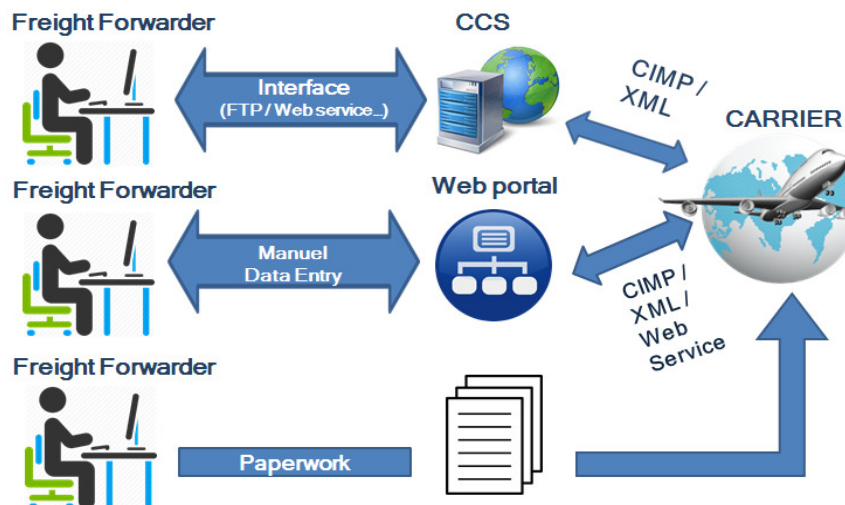 Freight Forwarder
CCS
Interface
(FTP / Web service...)
CIMP /
XML
CARRIER
Freight Forwarder
Web portal
Manuel
Data Entry
CIMP /
XML /
Web
Service
Freight Forwarder
Paperwork